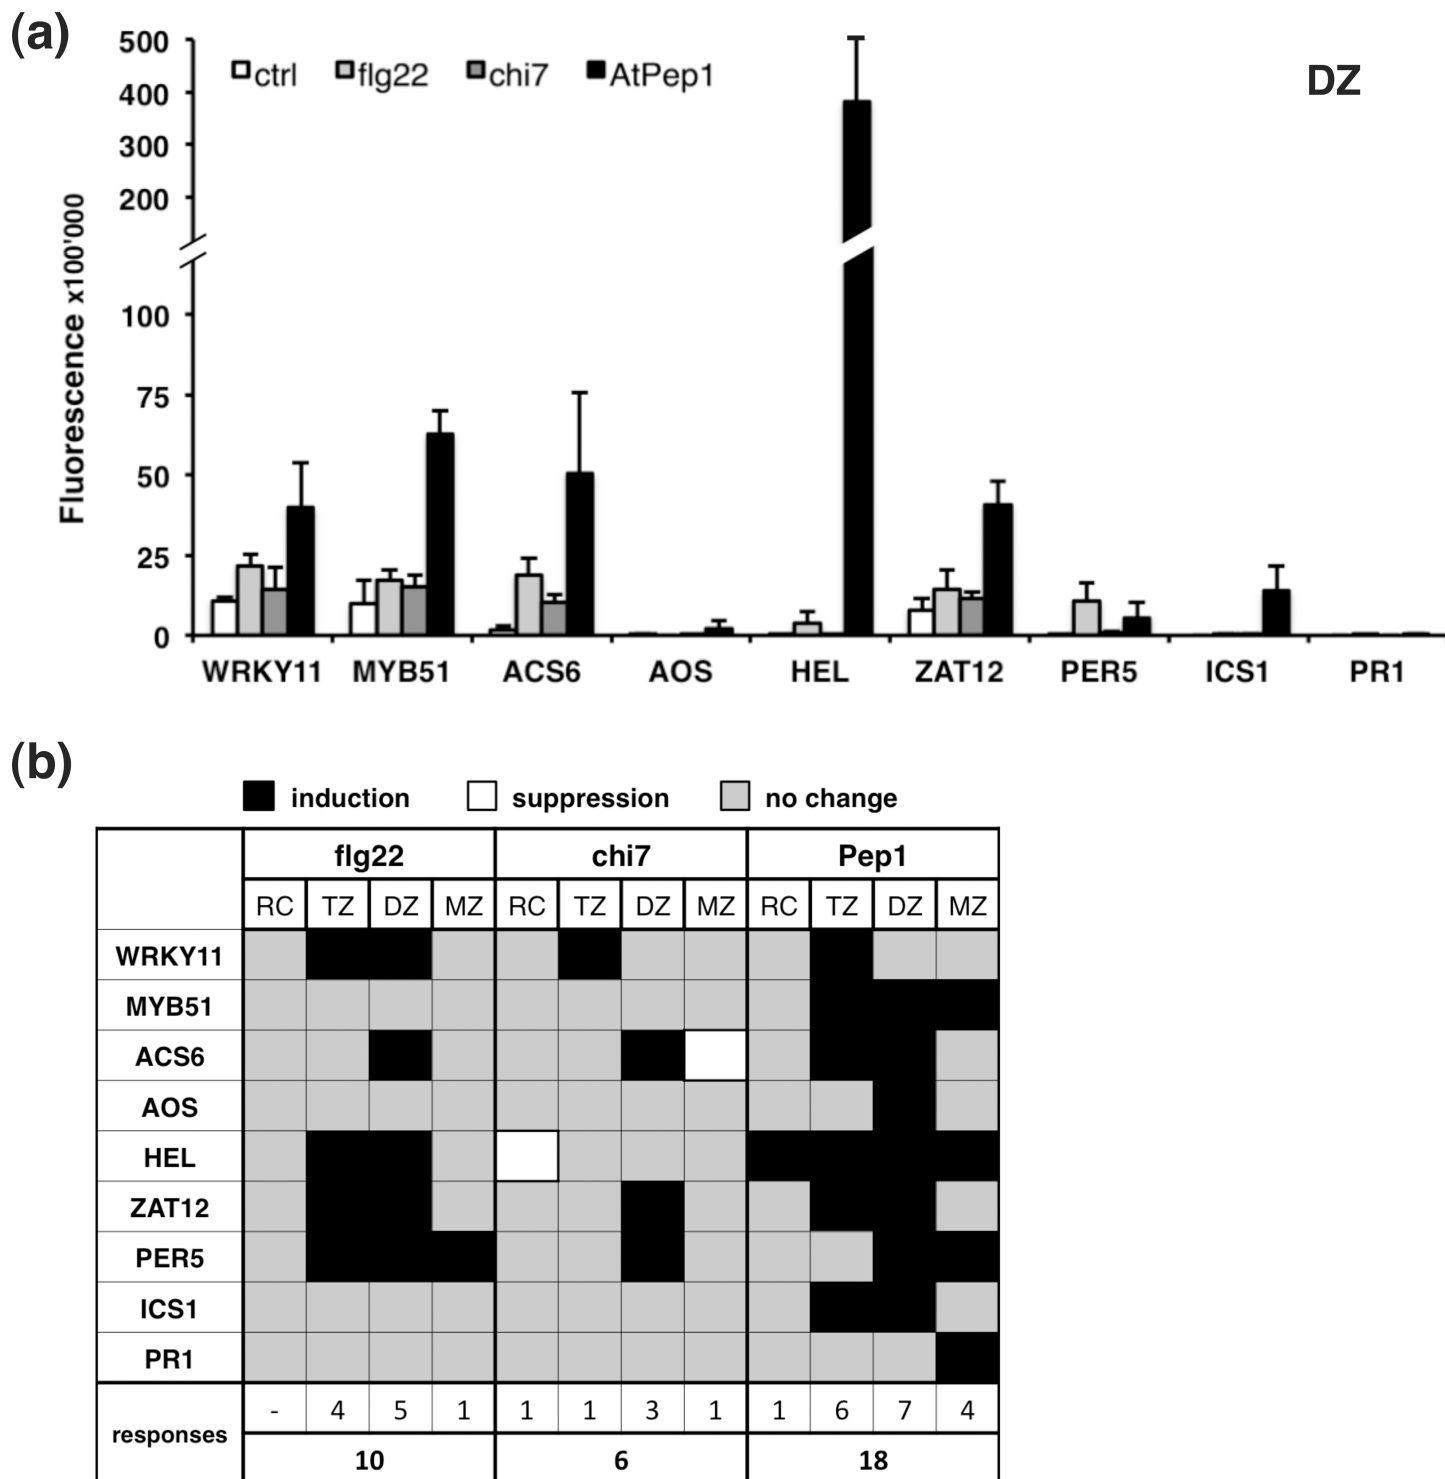 (a)
500
400
300
200
100
75
50
25
0
Fluorescence x100'000
ctrl flg22 chi7 AtPep1
DZ
WRKY11 MYB51 ACS6 AOS HEL ZAT12 PER5 ICS1 PR1
(b)
induction suppression no change
flg22 chi7 Pep1
RC TZ DZ MZ RC TZ DZ MZ RC TZ DZ MZ
WRKY11
MYB51
ACS6
AOS
HEL
ZAT12
PER5
ICS1
PR1
responses
- 4 5 1 1 1 3 1 1 6 7 4
10 6 18